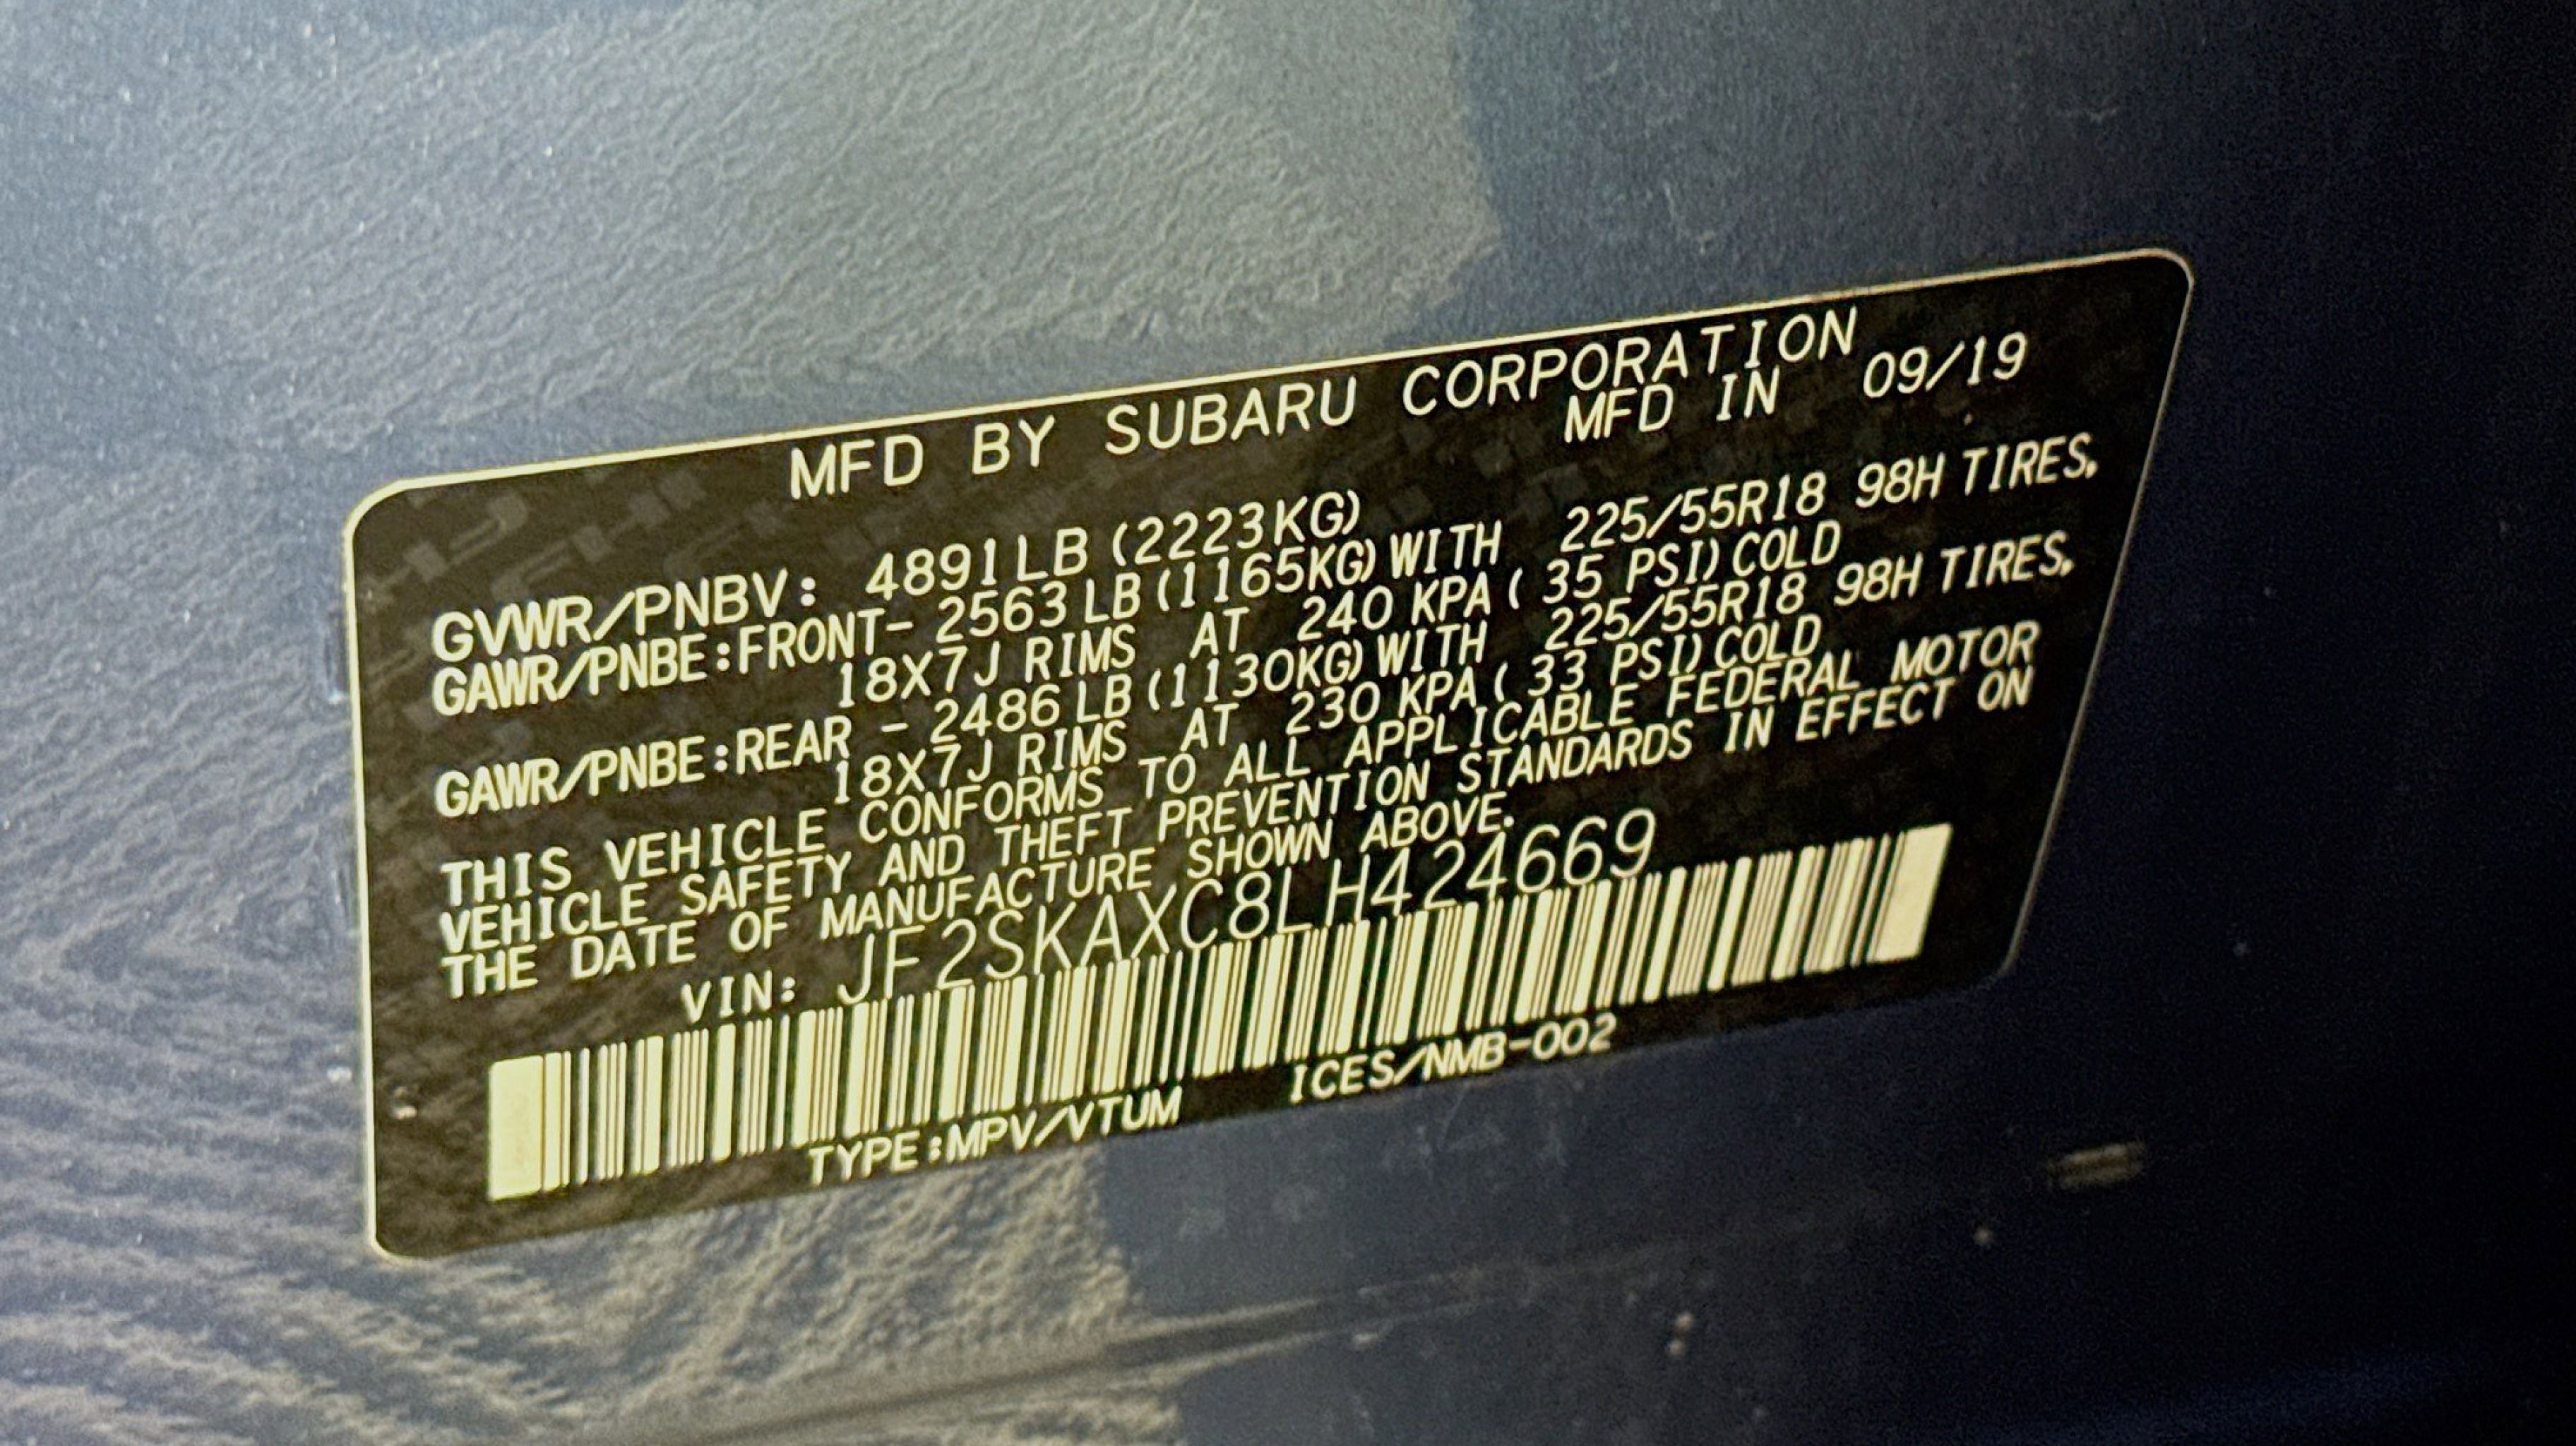 MFD BY SUBARU CORPORATION
MFD IN 09/19
GVWR/PNBV: 4891LB (2223KG)
GAWR/PNBE:FRONT- 2563 LB (1165KG) WITH 225/55R18 98H TIRES,
18X7J RIMS AT 240 KPA ( 35 PSI) COLD
GAWR/PNBE:REAR - 2486 LB (1130KG) WITH 225/55R18 98H TIRES,
18X7J RIMS AT 230 KPA ( 33 PSI) COLD
THIS VEHICLE CONFORMS TO ALL APPLICABLE FEDERAL MOTOR
VEHICLE SAFETY AND THEFT PREVENTION STANDARDS IN EFFECT ON
THE DATE OF MANUFACTURE SHOWN ABOVE.
VIN: JF2SKAXC8LH424669
TYPE:MPV/VTUM ICES/NMB-002